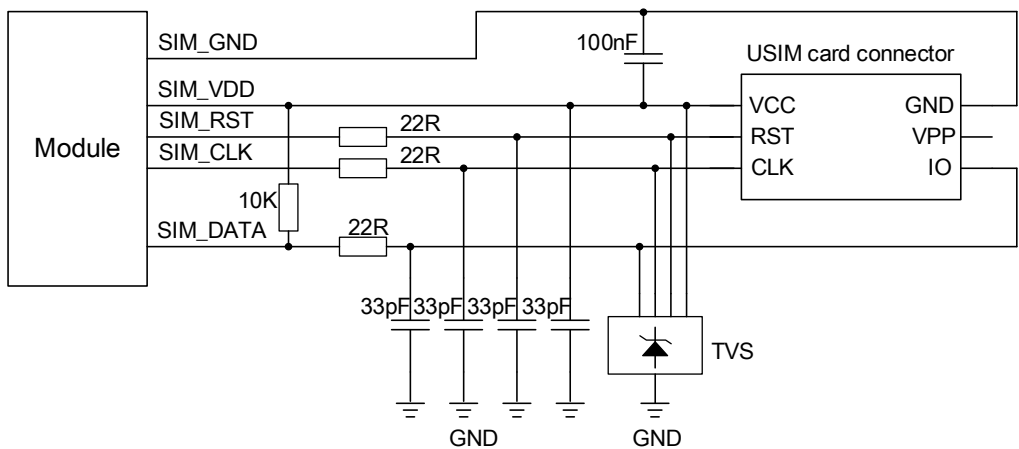 SIM_GND
100nF
USIM card connector
SIM_VDD
VCC GND
SIM_RST 22R
RST VPP
Module
SIM_CLK 22R
CLK IO
10K
SIM_DATA 22R
33pF 33pF 33pF 33pF
TVS
GND GND